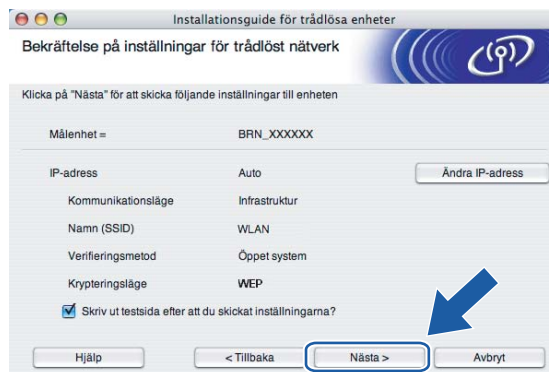 Installationsguide för trådlösa enheter
Bekräftelse på inställningar för trådlöst nätverk
Klicka på "Nästa" för att skicka följande inställningar till enheten
Målenhet = BRN_XXXXXX
IP-adress Auto Ändra IP-adress
Kommunikationsläge Infrastruktur
Namn (SSID) WLAN
Verifieringsmetod Öppet system
Krypteringsläge WEP
Skriv ut testsida efter att du skickat inställningarna?
Hjälp < Tillbaka Nästa > Avbryt